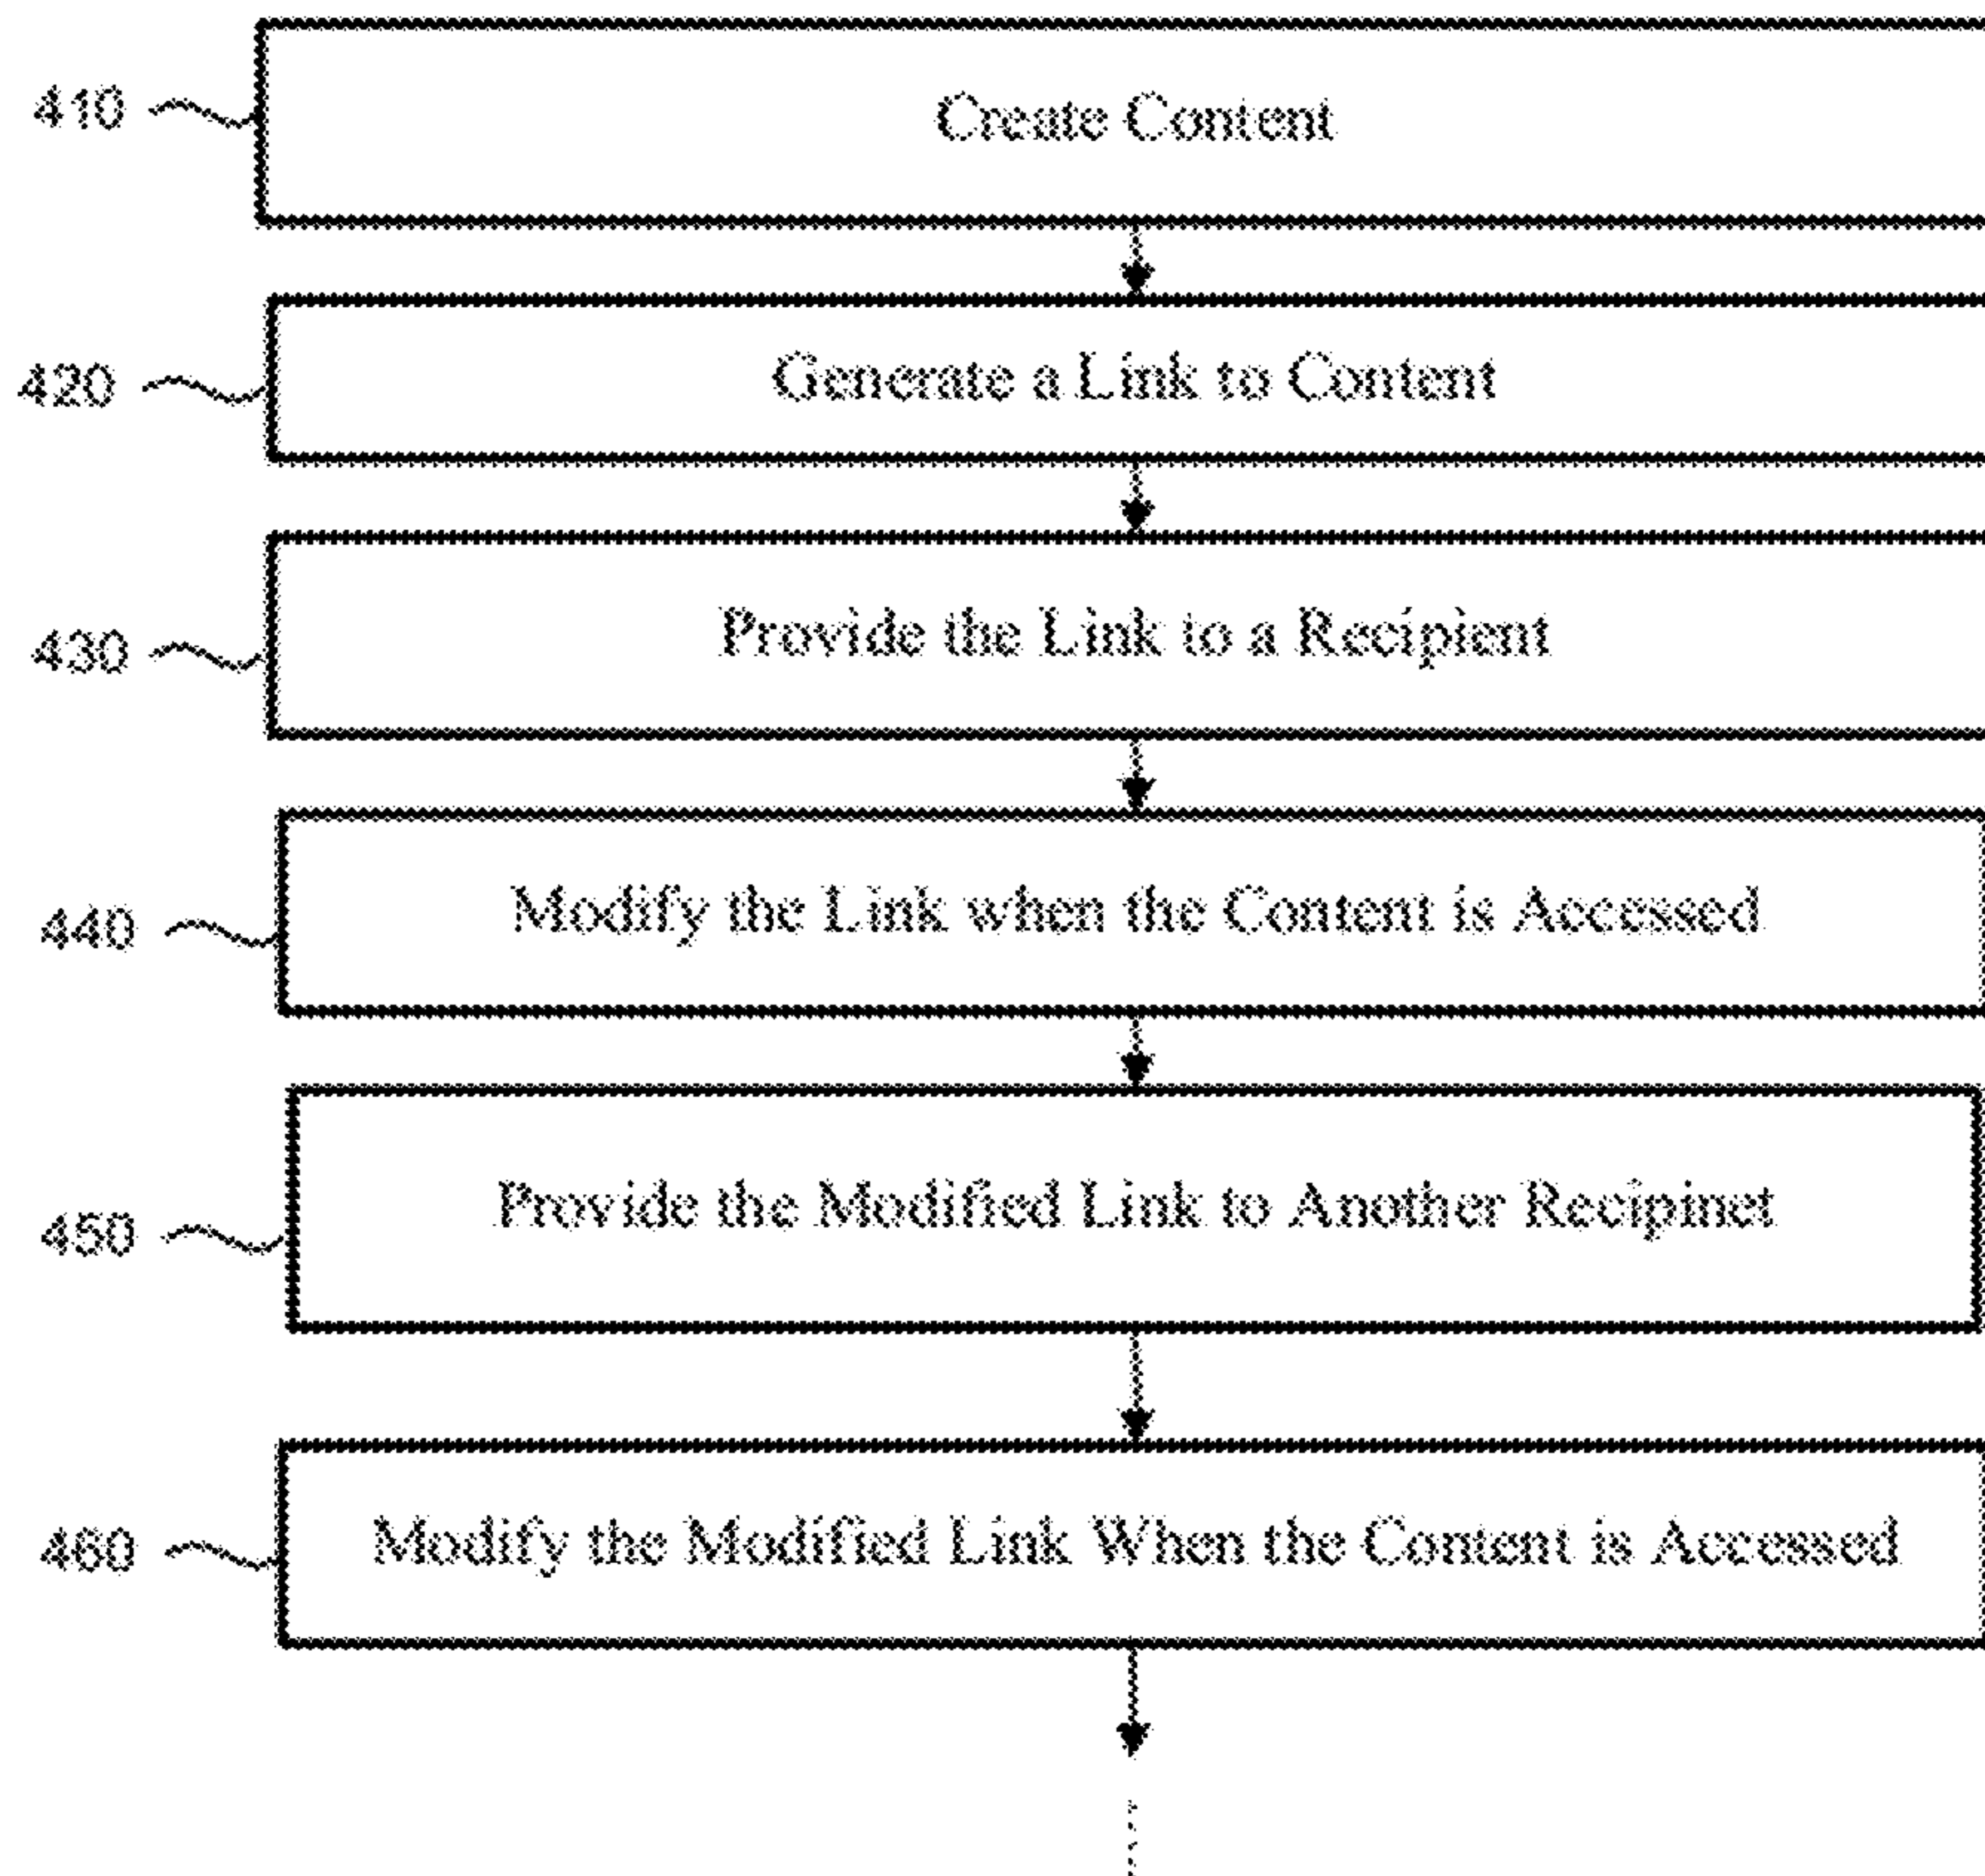 410 Create Content
420 Generate a Link to Content
430 Provide the Link to a Recipient
440 Modify the Link when the Content is Accessed
450 Provide the Modified Link to Another Recipinet
460 Modify the Modified Link When the Content is Accessed